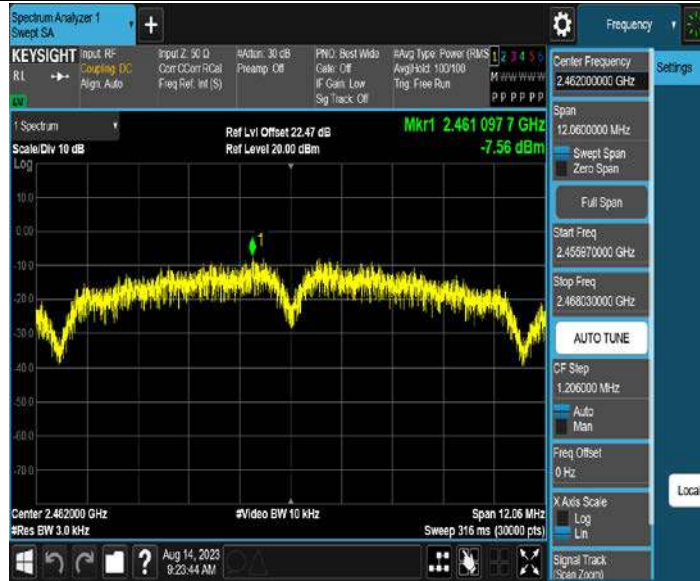 Spectrum Analyzer 1
Swept SA
+
Frequency
Settings
KEYSIGHT
RL
Input: RF
Coupling: DC
Align: Auto
Input Z: 50 Ω
Corr CCorr RCal
Freq Ref: Int (S)
#Atten: 30 dB
Preamp: Off
PNO: Best Wide
Gate: Off
IF Gain: Low
Sig Track: Off
#Avg Type: Power (RMS
Avg|Hold: 100/100
Trig: Free Run
1 2 3 4 5 6
M W W W W W
P P P P P P
1 Spectrum
Scale/Div 10 dB
Log
Ref Lvl Offset 22.47 dB
Ref Level 20.00 dBm
Mkr1 2.461 097 7 GHz
-7.56 dBm
10.0
0.00
-10.0
-20.0
-30.0
-40.0
-50.0
-60.0
-70.0
1
Center 2.462000 GHz
#Res BW 3.0 kHz
#Video BW 10 kHz
Span 12.06 MHz
Sweep 316 ms (30000 pts)
Aug 14, 2023
9:23:44 AM
?
Center Frequency
2.462000000 GHz
Span
12.0600000 MHz
Swept Span
Zero Span
Full Span
Start Freq
2.455970000 GHz
Stop Freq
2.468030000 GHz
AUTO TUNE
CF Step
1.206000 MHz
Auto
Man
Freq Offset
0 Hz
X Axis Scale
Log
Lin
Signal Track
(Span Zoom)
Local